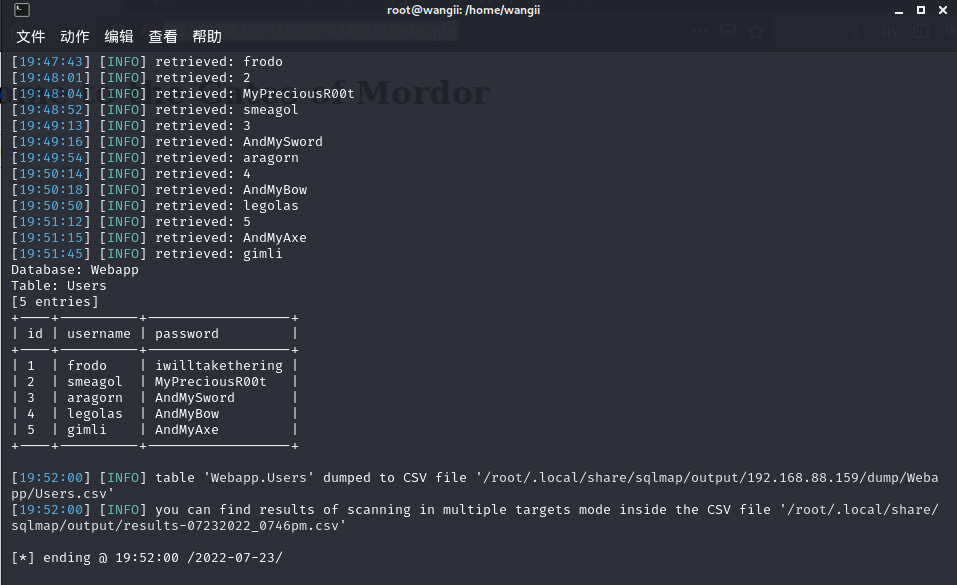 root@wangii: /home/wangii
文件 动作 编辑 查看 帮助
[19:47:43] [INFO] retrieved: frodo
[19:48:01] [INFO] retrieved: 2
[19:48:04] [INFO] retrieved: MyPreciousR00t
[19:48:52] [INFO] retrieved: smeagol
[19:49:13] [INFO] retrieved: 3
[19:49:16] [INFO] retrieved: AndMySword
[19:49:54] [INFO] retrieved: aragorn
[19:50:14] [INFO] retrieved: 4
[19:50:18] [INFO] retrieved: AndMyBow
[19:50:50] [INFO] retrieved: legolas
[19:51:12] [INFO] retrieved: 5
[19:51:15] [INFO] retrieved: AndMyAxe
[19:51:45] [INFO] retrieved: gimli
Database: Webapp
Table: Users
[5 entries]
+----+----------+------------------+
| id | username | password         |
+----+----------+------------------+
| 1  | frodo    | iwilltakethering |
| 2  | smeagol  | MyPreciousR00t   |
| 3  | aragorn  | AndMySword       |
| 4  | legolas  | AndMyBow         |
| 5  | gimli    | AndMyAxe         |
+----+----------+------------------+
[19:52:00] [INFO] table 'Webapp.Users' dumped to CSV file '/root/.local/share/sqlmap/output/192.168.88.159/dump/Weba
pp/Users.csv'
[19:52:00] [INFO] you can find results of scanning in multiple targets mode inside the CSV file '/root/.local/share/
sqlmap/output/results-07232022_0746pm.csv'
[*] ending @ 19:52:00 /2022-07-23/